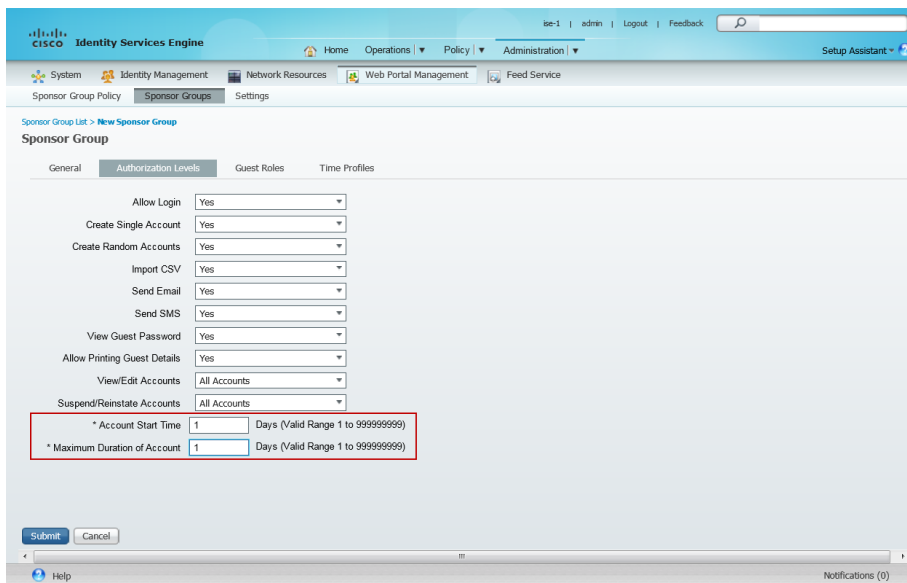 ise-1 | admin | Logout | Feedback
CISCO Identity Services Engine
Home Operations | ▼ Policy | ▼ Administration | ▼
Setup Assistant ▾
System Identity Management Network Resources Web Portal Management Feed Service
Sponsor Group Policy Sponsor Groups Settings
Sponsor Group List > New Sponsor Group
Sponsor Group
General Authorization Levels Guest Roles Time Profiles
Allow Login Yes
Create Single Account Yes
Create Random Accounts Yes
Import CSV Yes
Send Email Yes
Send SMS Yes
View Guest Password Yes
Allow Printing Guest Details Yes
View/Edit Accounts All Accounts
Suspend/Reinstate Accounts All Accounts
* Account Start Time 1 Days (Valid Range 1 to 999999999)
* Maximum Duration of Account 1 Days (Valid Range 1 to 999999999)
Submit Cancel
Help
Notifications (0)